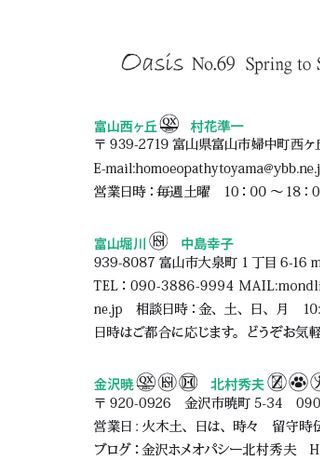 Oasis No.69 Spring to S
富山西ヶ丘 QX 村花準一
〒939-2719 富山県富山市婦中町西ヶ
E-mail:homoeopathytoyama@ybb.ne.j
営業日時：毎週土曜　10：00 ～ 18：0
富山堀川 中島幸子
939-8087 富山市大泉町 1 丁目 6-16 m
TEL：090-3886-9994 MAIL:mondl
ne.jp　相談日時：金、土、日、月　10:
日時はご都合に応じます。どうぞお気軽
金沢暁 QX 北村秀夫
〒920-0926　金沢市暁町 5-34　090
営業日：火木土、日は、時々　留守時伝
ブログ：金沢ホメオパシー北村秀夫　H